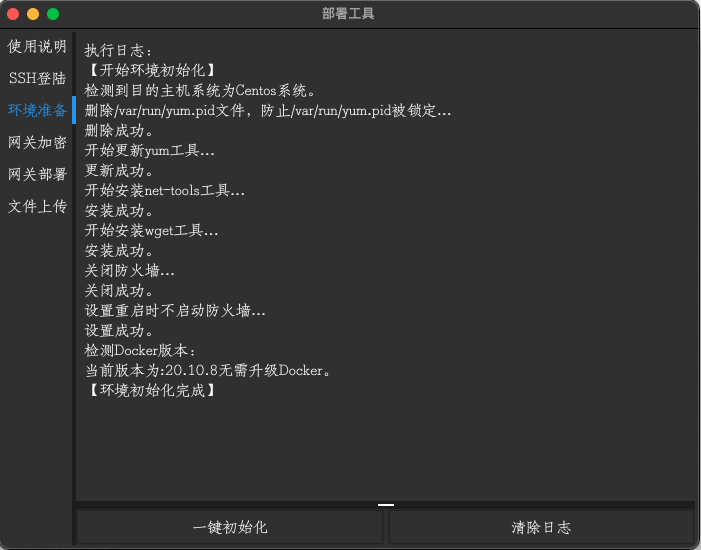 部署工具
使用说明
SSH登陆
环境准备
网关加密
网关部署
文件上传
执行日志：
【开始环境初始化】
检测到目的主机系统为Centos系统。
删除/var/run/yum.pid文件，防止/var/run/yum.pid被锁定...
删除成功。
开始更新yum工具...
更新成功。
开始安装net-tools工具...
安装成功。
开始安装wget工具...
安装成功。
关闭防火墙...
关闭成功。
设置重启时不启动防火墙...
设置成功。
检测Docker版本：
当前版本为:20.10.8无需升级Docker。
【环境初始化完成】
一键初始化
清除日志